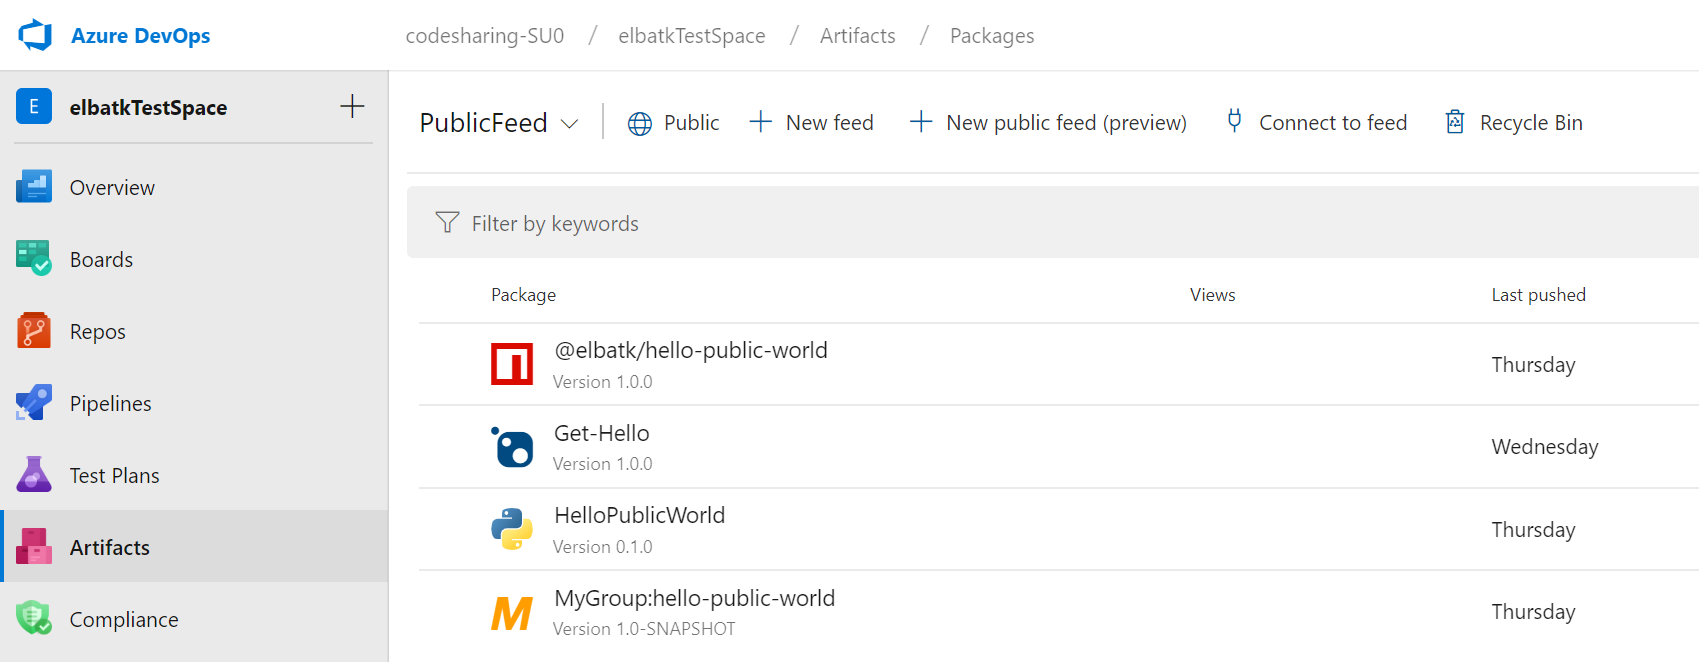 Azure DevOps
codesharing-SU0 / elbatkTestSpace / Artifacts / Packages
E elbatkTestSpace
Overview
Boards
Repos
Pipelines
Test Plans
Artifacts
Compliance
PublicFeed Public New feed New public feed (preview) Connect to feed Recycle Bin
Filter by keywords
Package Views Last pushed
@elbatk/hello-public-world
Version 1.0.0
Thursday
Get-Hello
Version 1.0.0
Wednesday
HelloPublicWorld
Version 0.1.0
Thursday
M MyGroup:hello-public-world
Version 1.0-SNAPSHOT
Thursday